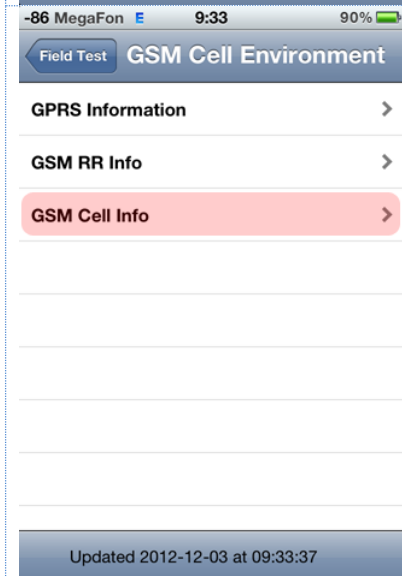 -86 MegaFon E 9:33 90%
Field Test GSM Cell Environment
GPRS Information
GSM RR Info
GSM Cell Info
Updated 2012-12-03 at 09:33:37